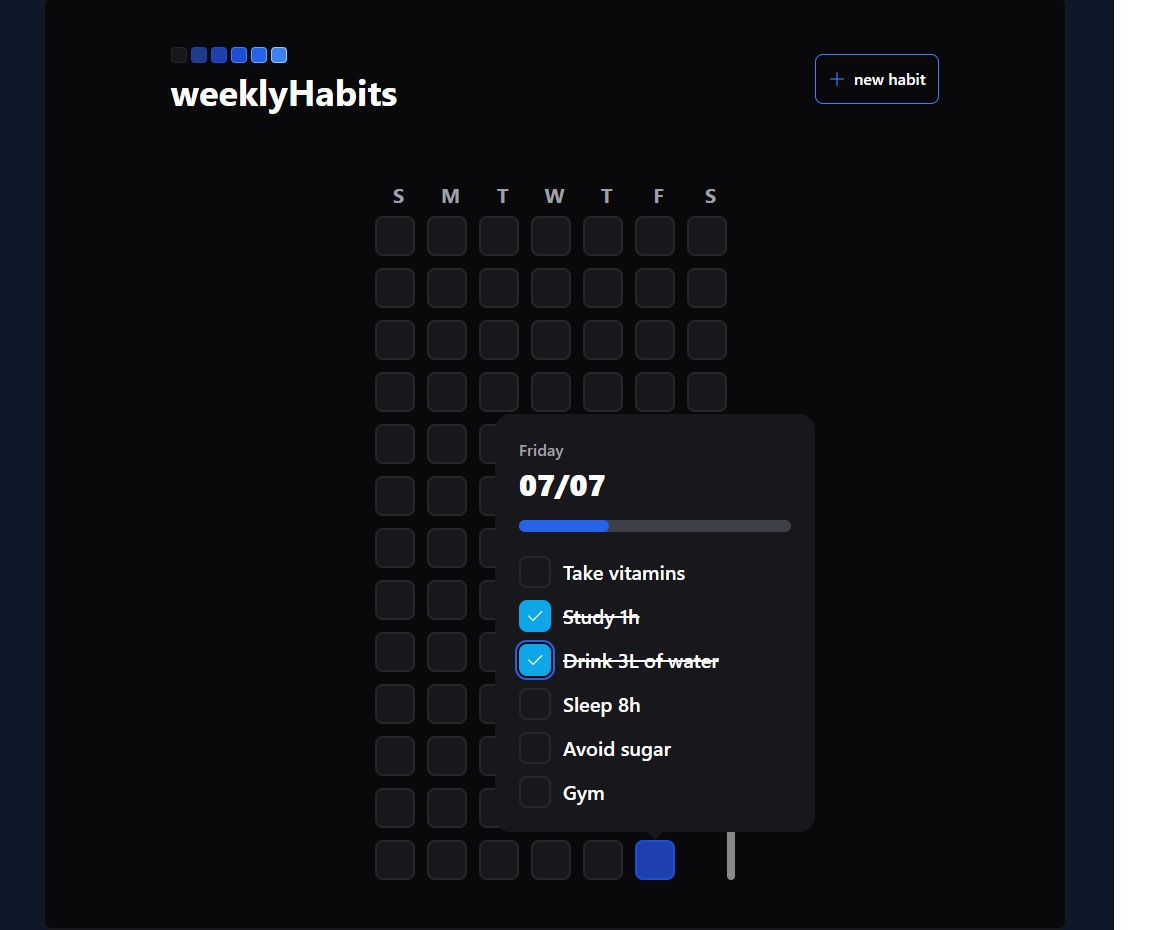 weeklyHabits
+ new habit
S M T W T F S
Friday
07/07
Take vitamins
Study 1h
Drink 3L of water
Sleep 8h
Avoid sugar
Gym